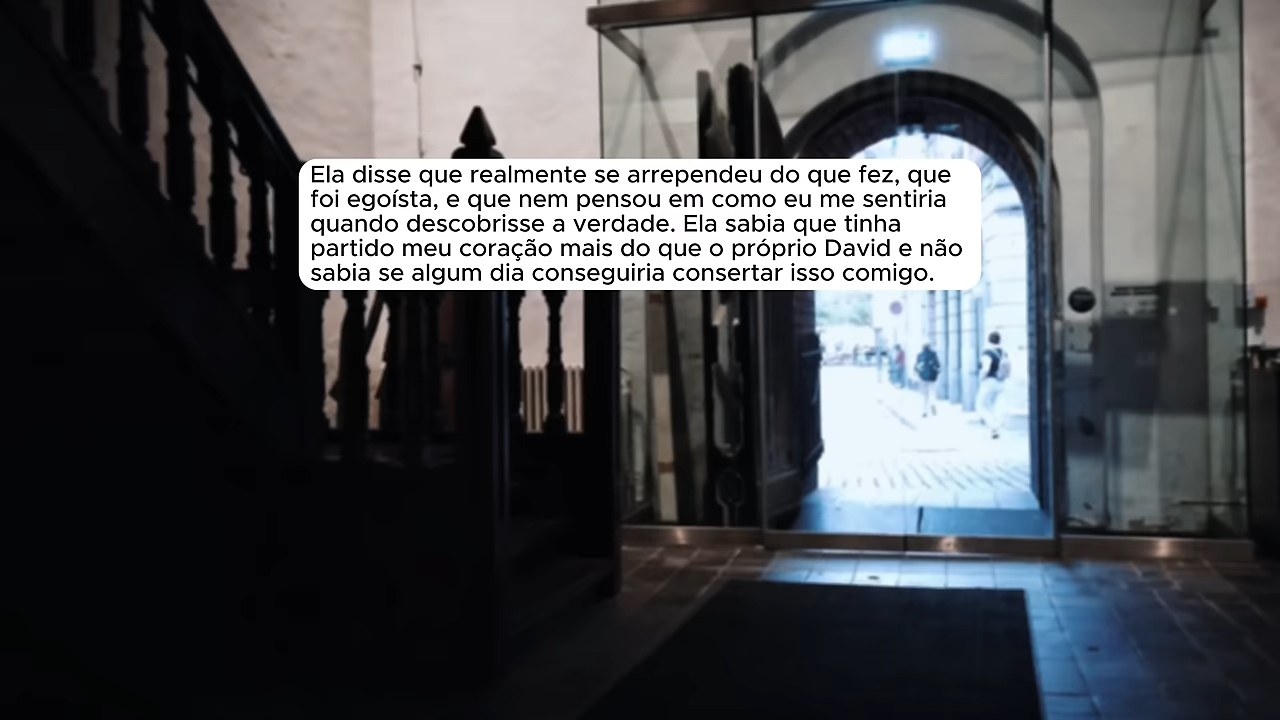 Ela disse que realmente se arrependeu do que fez, que
foi egoísta, e que nem pensou em como eu me sentiria
quando descobrisse a verdade. Ela sabia que tinha
partido meu coração mais do que o próprio David e não
sabia se algum dia conseguiria consertar isso comigo.